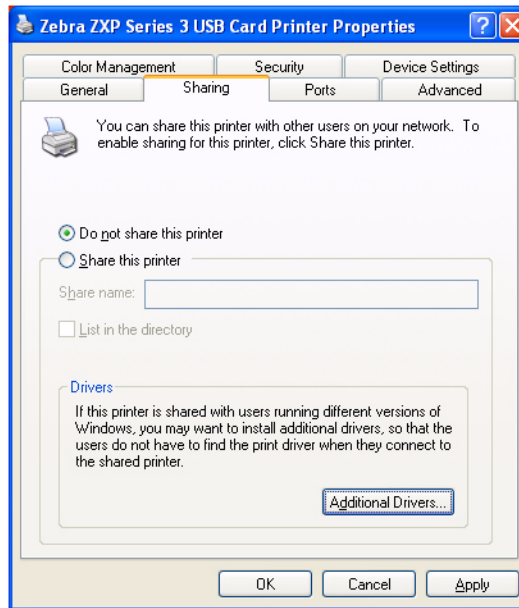 Zebra ZXP Series 3 USB Card Printer Properties
Color Management Security Device Settings
General Sharing Ports Advanced
You can share this printer with other users on your network. To
enable sharing for this printer, click Share this printer.
Do not share this printer
Share this printer
Share name:
List in the directory
Drivers
If this printer is shared with users running different versions of
Windows, you may want to install additional drivers, so that the
users do not have to find the print driver when they connect to
the shared printer.
Additional Drivers...
OK Cancel Apply